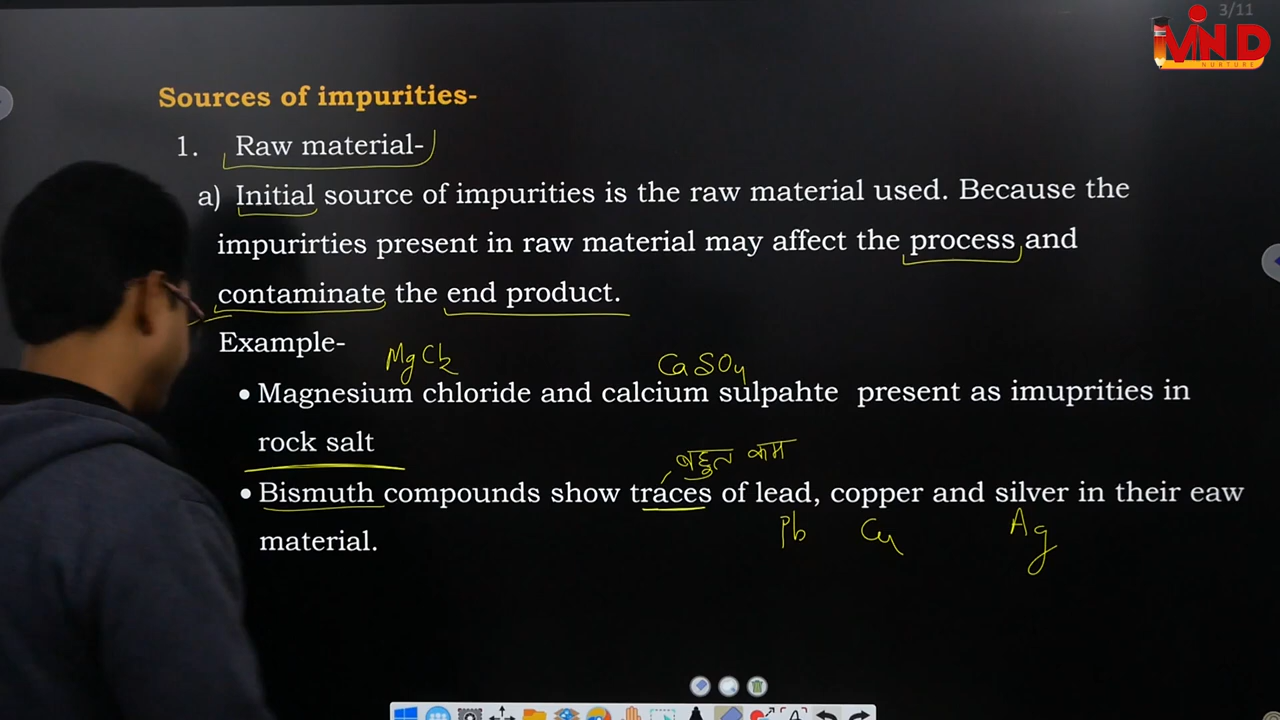 3/11
MIND
NURTURE
Sources of impurities-
1. Raw material-
a) Initial source of impurities is the raw material used. Because the
impurirties present in raw material may affect the process and
contaminate the end product.
Example-
MgCl2 CaSO4
• Magnesium chloride and calcium sulpahte present as imuprities in
rock salt
बहुत कम
• Bismuth compounds show traces of lead, copper and silver in their eaw
Pb Cu Ag
material.